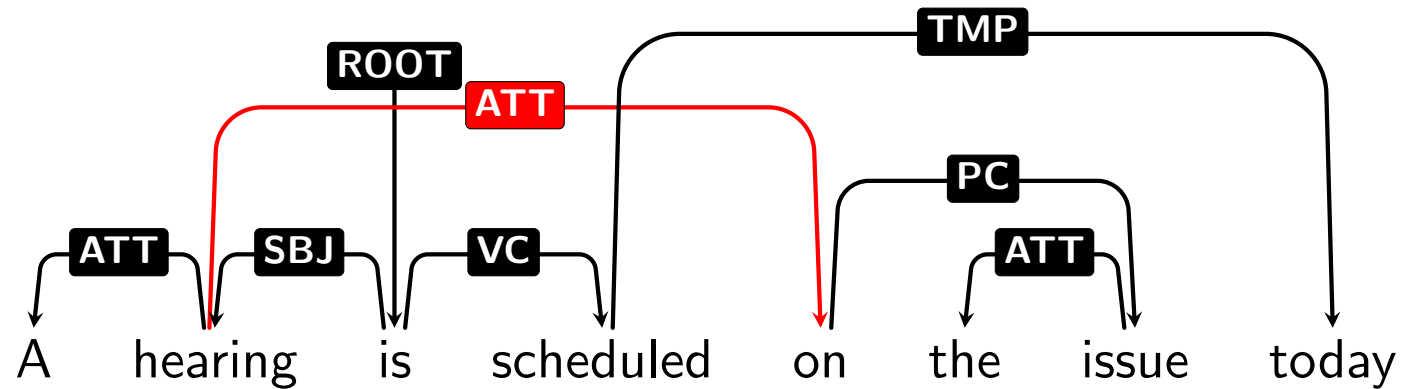 TMP
ROOT
ATT
PC
ATT SBJ VC ATT
A hearing is scheduled on the issue today